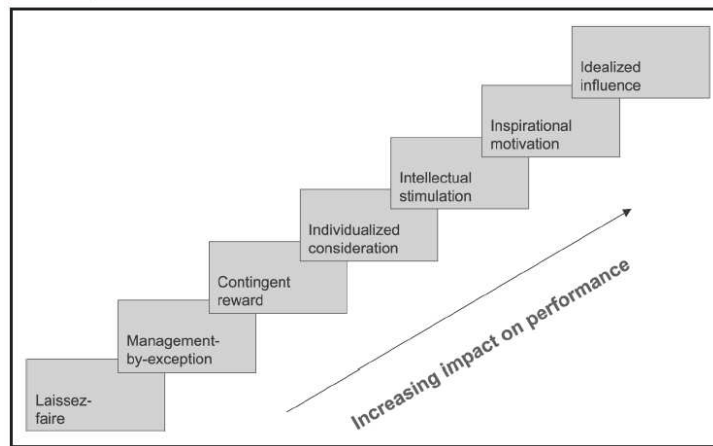 Idealized
influence
Inspirational
motivation
Intellectual
stimulation
Individualized
consideration
Contingent
reward
Management-
by-exception
Laissez-
faire
Increasing impact on performance